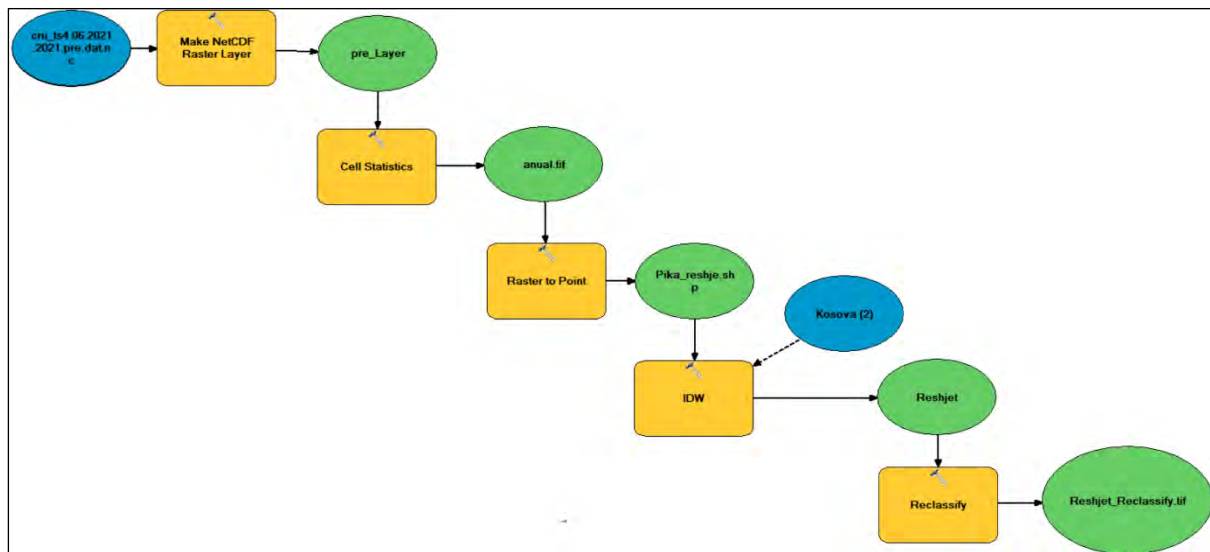 cru_ts4.06.2021
.2021.pre.dat.n
c
Make NetCDF
Raster Layer
pre_Layer
Cell Statistics
anual.tif
Raster to Point
Pika_reshje.sh
p
Kosova (2)
IDW
Reshjet
Reclassify
Reshjet_Reclassify.tif